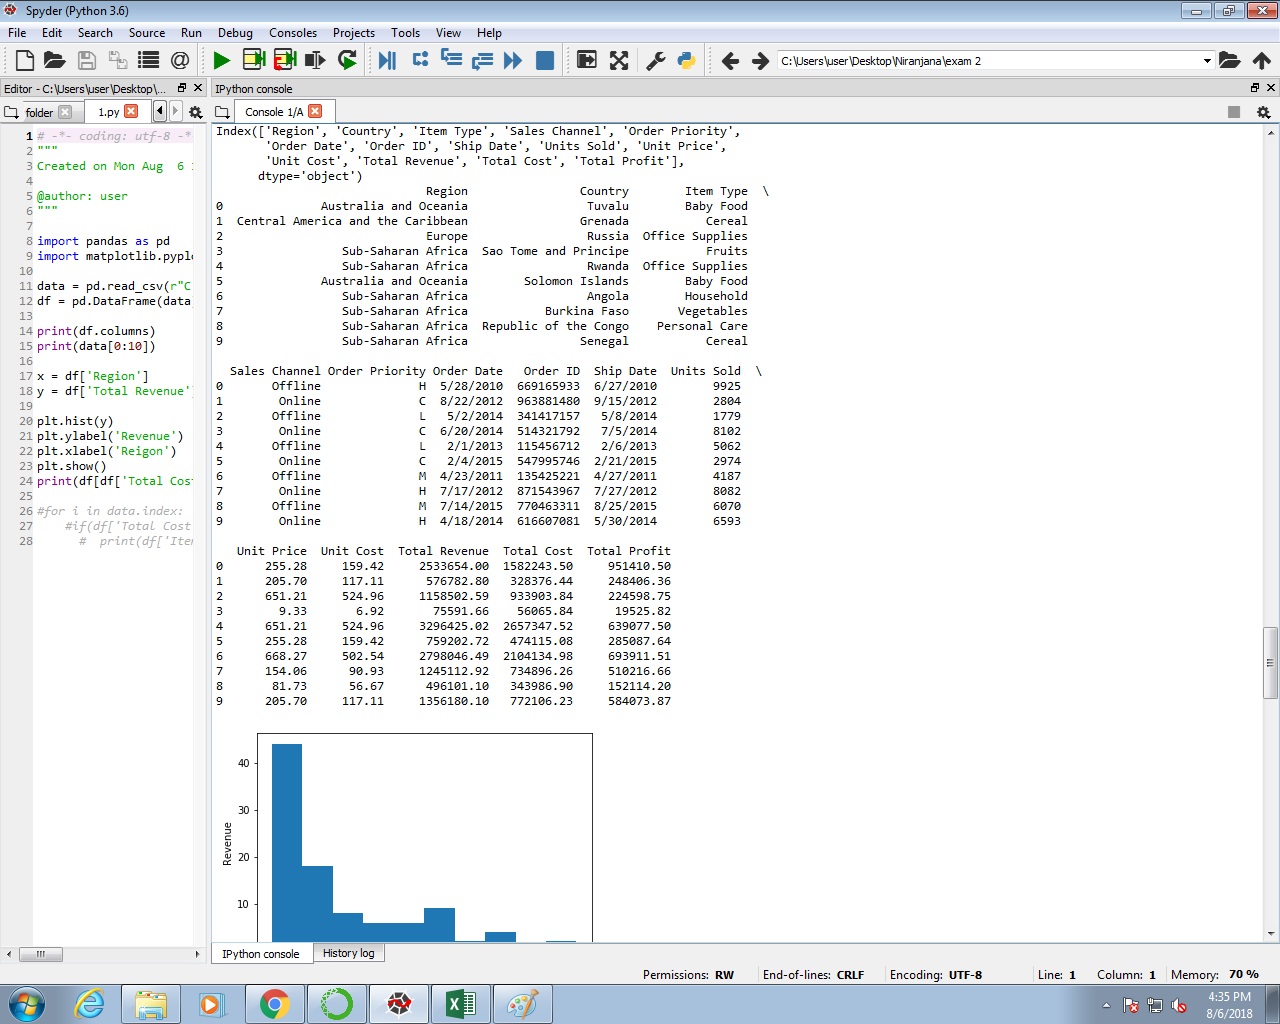 Spyder (Python 3.6)
File Edit Search Source Run Debug Consoles Projects Tools View Help
C:\Users\user\Desktop\Niranjana\exam 2
Editor - C:\Users\user\Desktop\...
IPython console
folder
1.py
Console 1/A
1 # -*- coding: utf-8 -*
2 """
3 Created on Mon Aug  6
4
5 @author: user
6 """
7
8 import pandas as pd
9 import matplotlib.pyplo
10
11 data = pd.read_csv(r"C
12 df = pd.DataFrame(data
13
14 print(df.columns)
15 print(data[0:10])
16
17 x = df['Region']
18 y = df['Total Revenue'
19
20 plt.hist(y)
21 plt.ylabel('Revenue')
22 plt.xlabel('Reigon')
23 plt.show()
24 print(df[df['Total Cos
25
26 #for i in data.index:
27     #if(df['Total Cost
28       #  print(df['Ite
Index(['Region', 'Country', 'Item Type', 'Sales Channel', 'Order Priority',
'Order Date', 'Order ID', 'Ship Date', 'Units Sold', 'Unit Price',
'Unit Cost', 'Total Revenue', 'Total Cost', 'Total Profit'],
dtype='object')
Region Country Item Type \
0 Australia and Oceania Tuvalu Baby Food
1 Central America and the Caribbean Grenada Cereal
2 Europe Russia Office Supplies
3 Sub-Saharan Africa Sao Tome and Principe Fruits
4 Sub-Saharan Africa Rwanda Office Supplies
5 Australia and Oceania Solomon Islands Baby Food
6 Sub-Saharan Africa Angola Household
7 Sub-Saharan Africa Burkina Faso Vegetables
8 Sub-Saharan Africa Republic of the Congo Personal Care
9 Sub-Saharan Africa Senegal Cereal
Sales Channel Order Priority Order Date Order ID Ship Date Units Sold \
0 Offline H 5/28/2010 669165933 6/27/2010 9925
1 Online C 8/22/2012 963881480 9/15/2012 2804
2 Offline L 5/2/2014 341417157 5/8/2014 1779
3 Online C 6/20/2014 514321792 7/5/2014 8102
4 Offline L 2/1/2013 115456712 2/6/2013 5062
5 Online C 2/4/2015 547995746 2/21/2015 2974
6 Offline M 4/23/2011 135425221 4/27/2011 4187
7 Online H 7/17/2012 871543967 7/27/2012 8082
8 Offline M 7/14/2015 770463311 8/25/2015 6070
9 Online H 4/18/2014 616607081 5/30/2014 6593
Unit Price Unit Cost Total Revenue Total Cost Total Profit
0 255.28 159.42 2533654.00 1582243.50 951410.50
1 205.70 117.11 576782.80 328376.44 248406.36
2 651.21 524.96 1158502.59 933903.84 224598.75
3 9.33 6.92 75591.66 56065.84 19525.82
4 651.21 524.96 3296425.02 2657347.52 639077.50
5 255.28 159.42 759202.72 474115.08 285087.64
6 668.27 502.54 2798046.49 2104134.98 693911.51
7 154.06 90.93 1245112.92 734896.26 510216.66
8 81.73 56.67 496101.10 343986.90 152114.20
9 205.70 117.11 1356180.10 772106.23 584073.87
40
30
20
10
Revenue
IPython console
History log
Permissions: RW End-of-lines: CRLF Encoding: UTF-8 Line: 1 Column: 1 Memory: 70 %
4:35 PM
8/6/2018